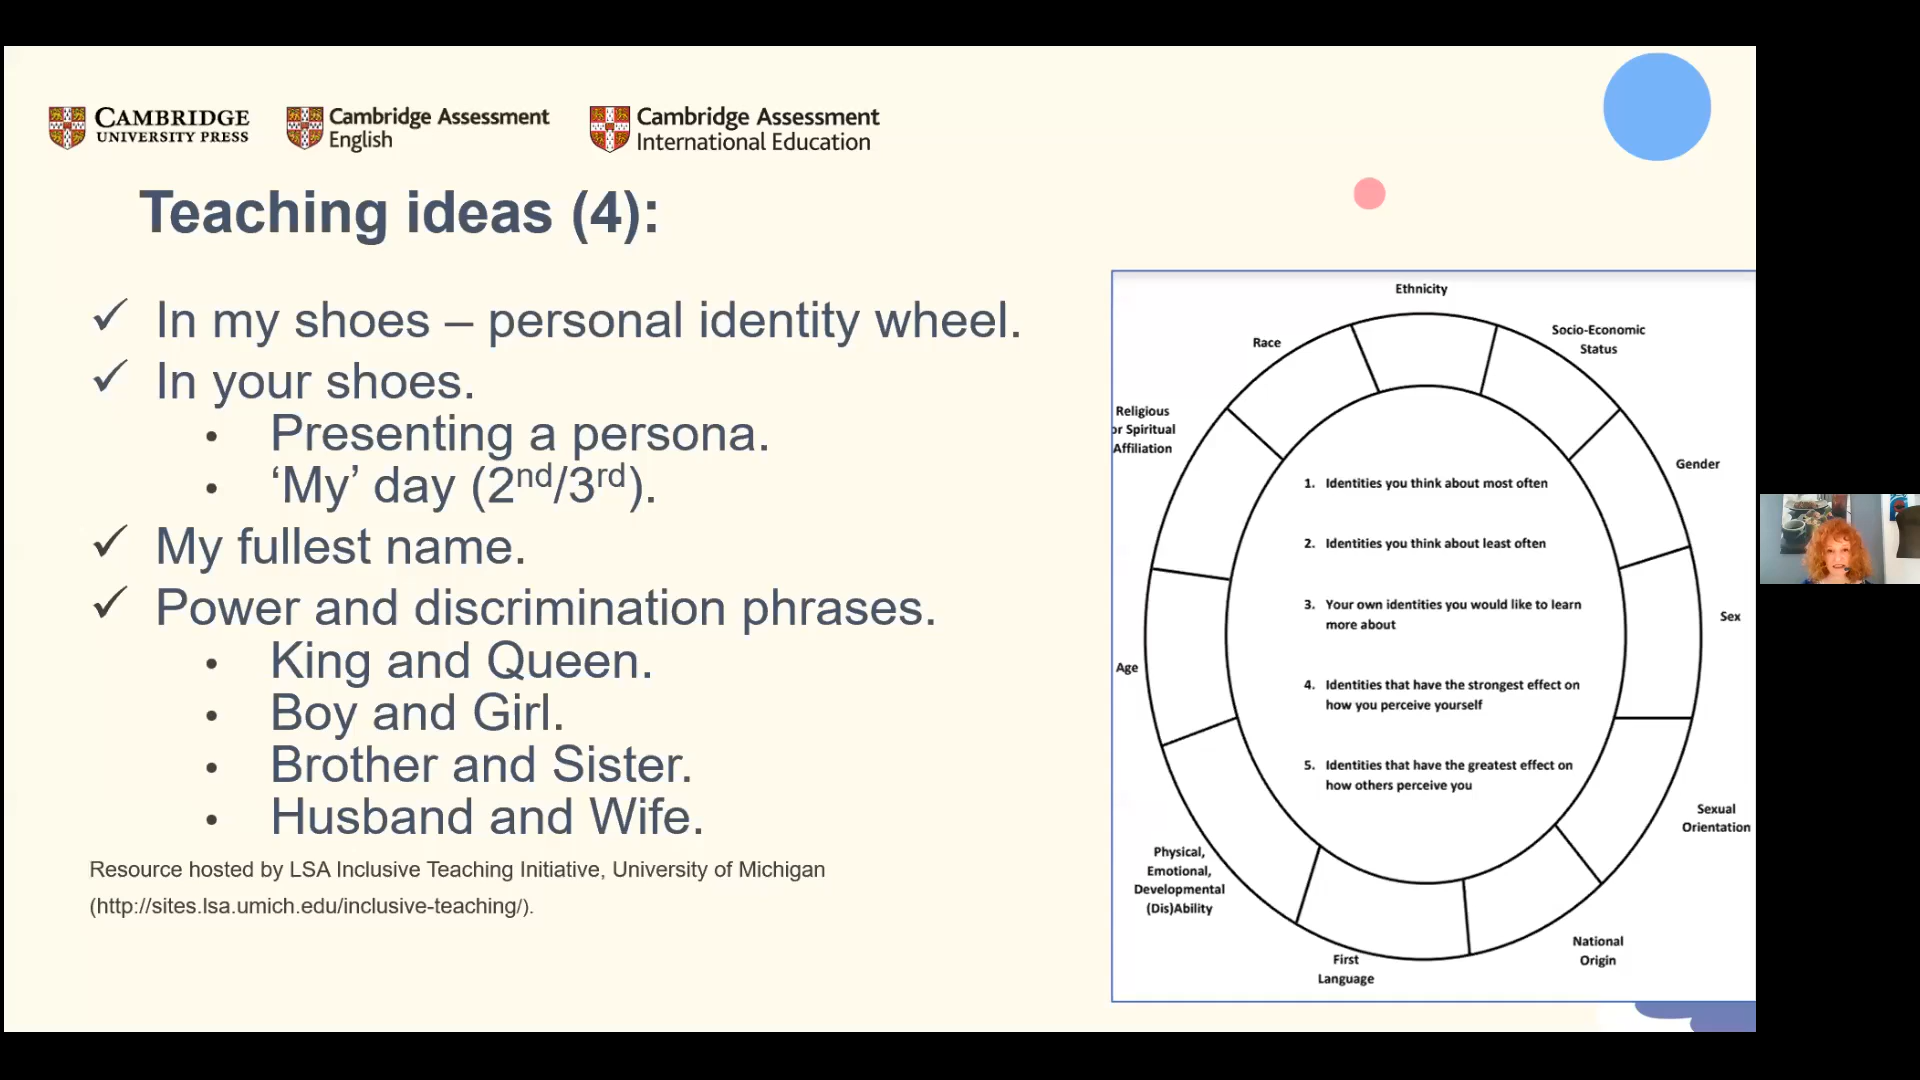 CAMBRIDGE
UNIVERSITY PRESS
Cambridge Assessment
English
Cambridge Assessment
International Education
Teaching ideas (4):
✓ In my shoes – personal identity wheel.
✓ In your shoes.
• Presenting a persona.
• ‘My’ day (2nd/3rd).
✓ My fullest name.
✓ Power and discrimination phrases.
• King and Queen.
• Boy and Girl.
• Brother and Sister.
• Husband and Wife.
Resource hosted by LSA Inclusive Teaching Initiative, University of Michigan
(http://sites.lsa.umich.edu/inclusive-teaching/).
Ethnicity
Socio-Economic
Status
Gender
Sex
Sexual
Orientation
National
Origin
First
Language
Physical,
Emotional,
Developmental
(Dis)Ability
Age
Religious
or Spiritual
Affiliation
Race
1. Identities you think about most often
2. Identities you think about least often
3. Your own identities you would like to learn
more about
4. Identities that have the strongest effect on
how you perceive yourself
5. Identities that have the greatest effect on
how others perceive you